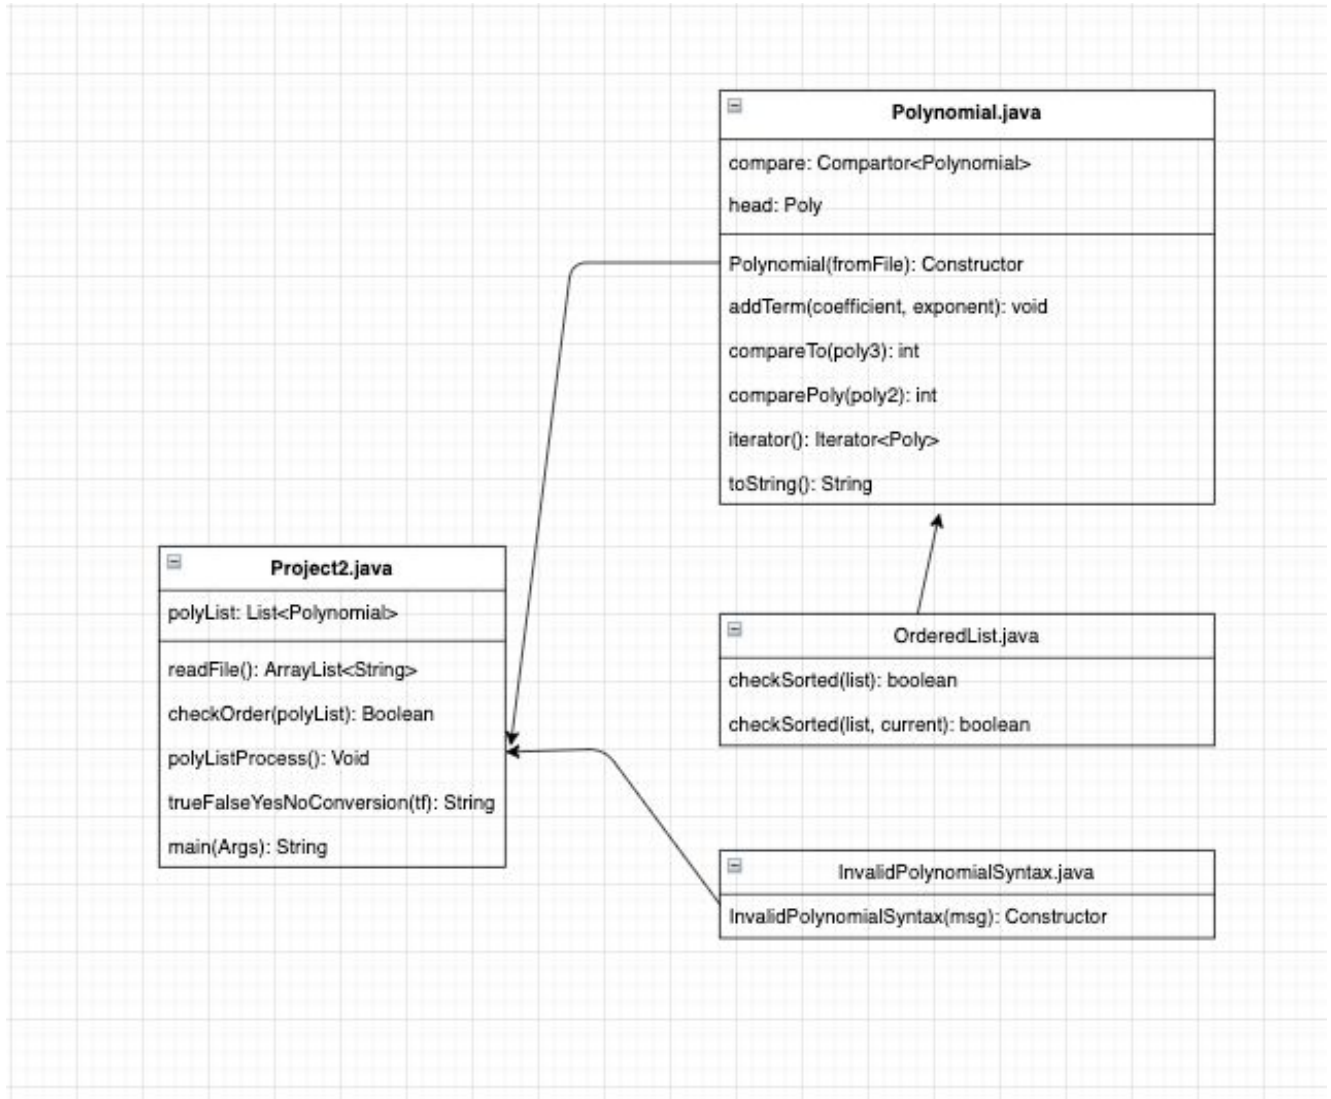 Polynomial.java
compare: Compartor<Polynomial>
head: Poly
Polynomial(fromFile): Constructor
addTerm(coefficient, exponent): void
compareTo(poly3): int
comparePoly(poly2): int
iterator(): Iterator<Poly>
toString(): String
Project2.java
polyList: List<Polynomial>
readFile(): ArrayList<String>
checkOrder(polyList): Boolean
polyListProcess(): Void
trueFalseYesNoConversion(tf): String
main(Args): String
OrderedList.java
checkSorted(list): boolean
checkSorted(list, current): boolean
InvalidPolynomialSyntax.java
InvalidPolynomialSyntax(msg): Constructor